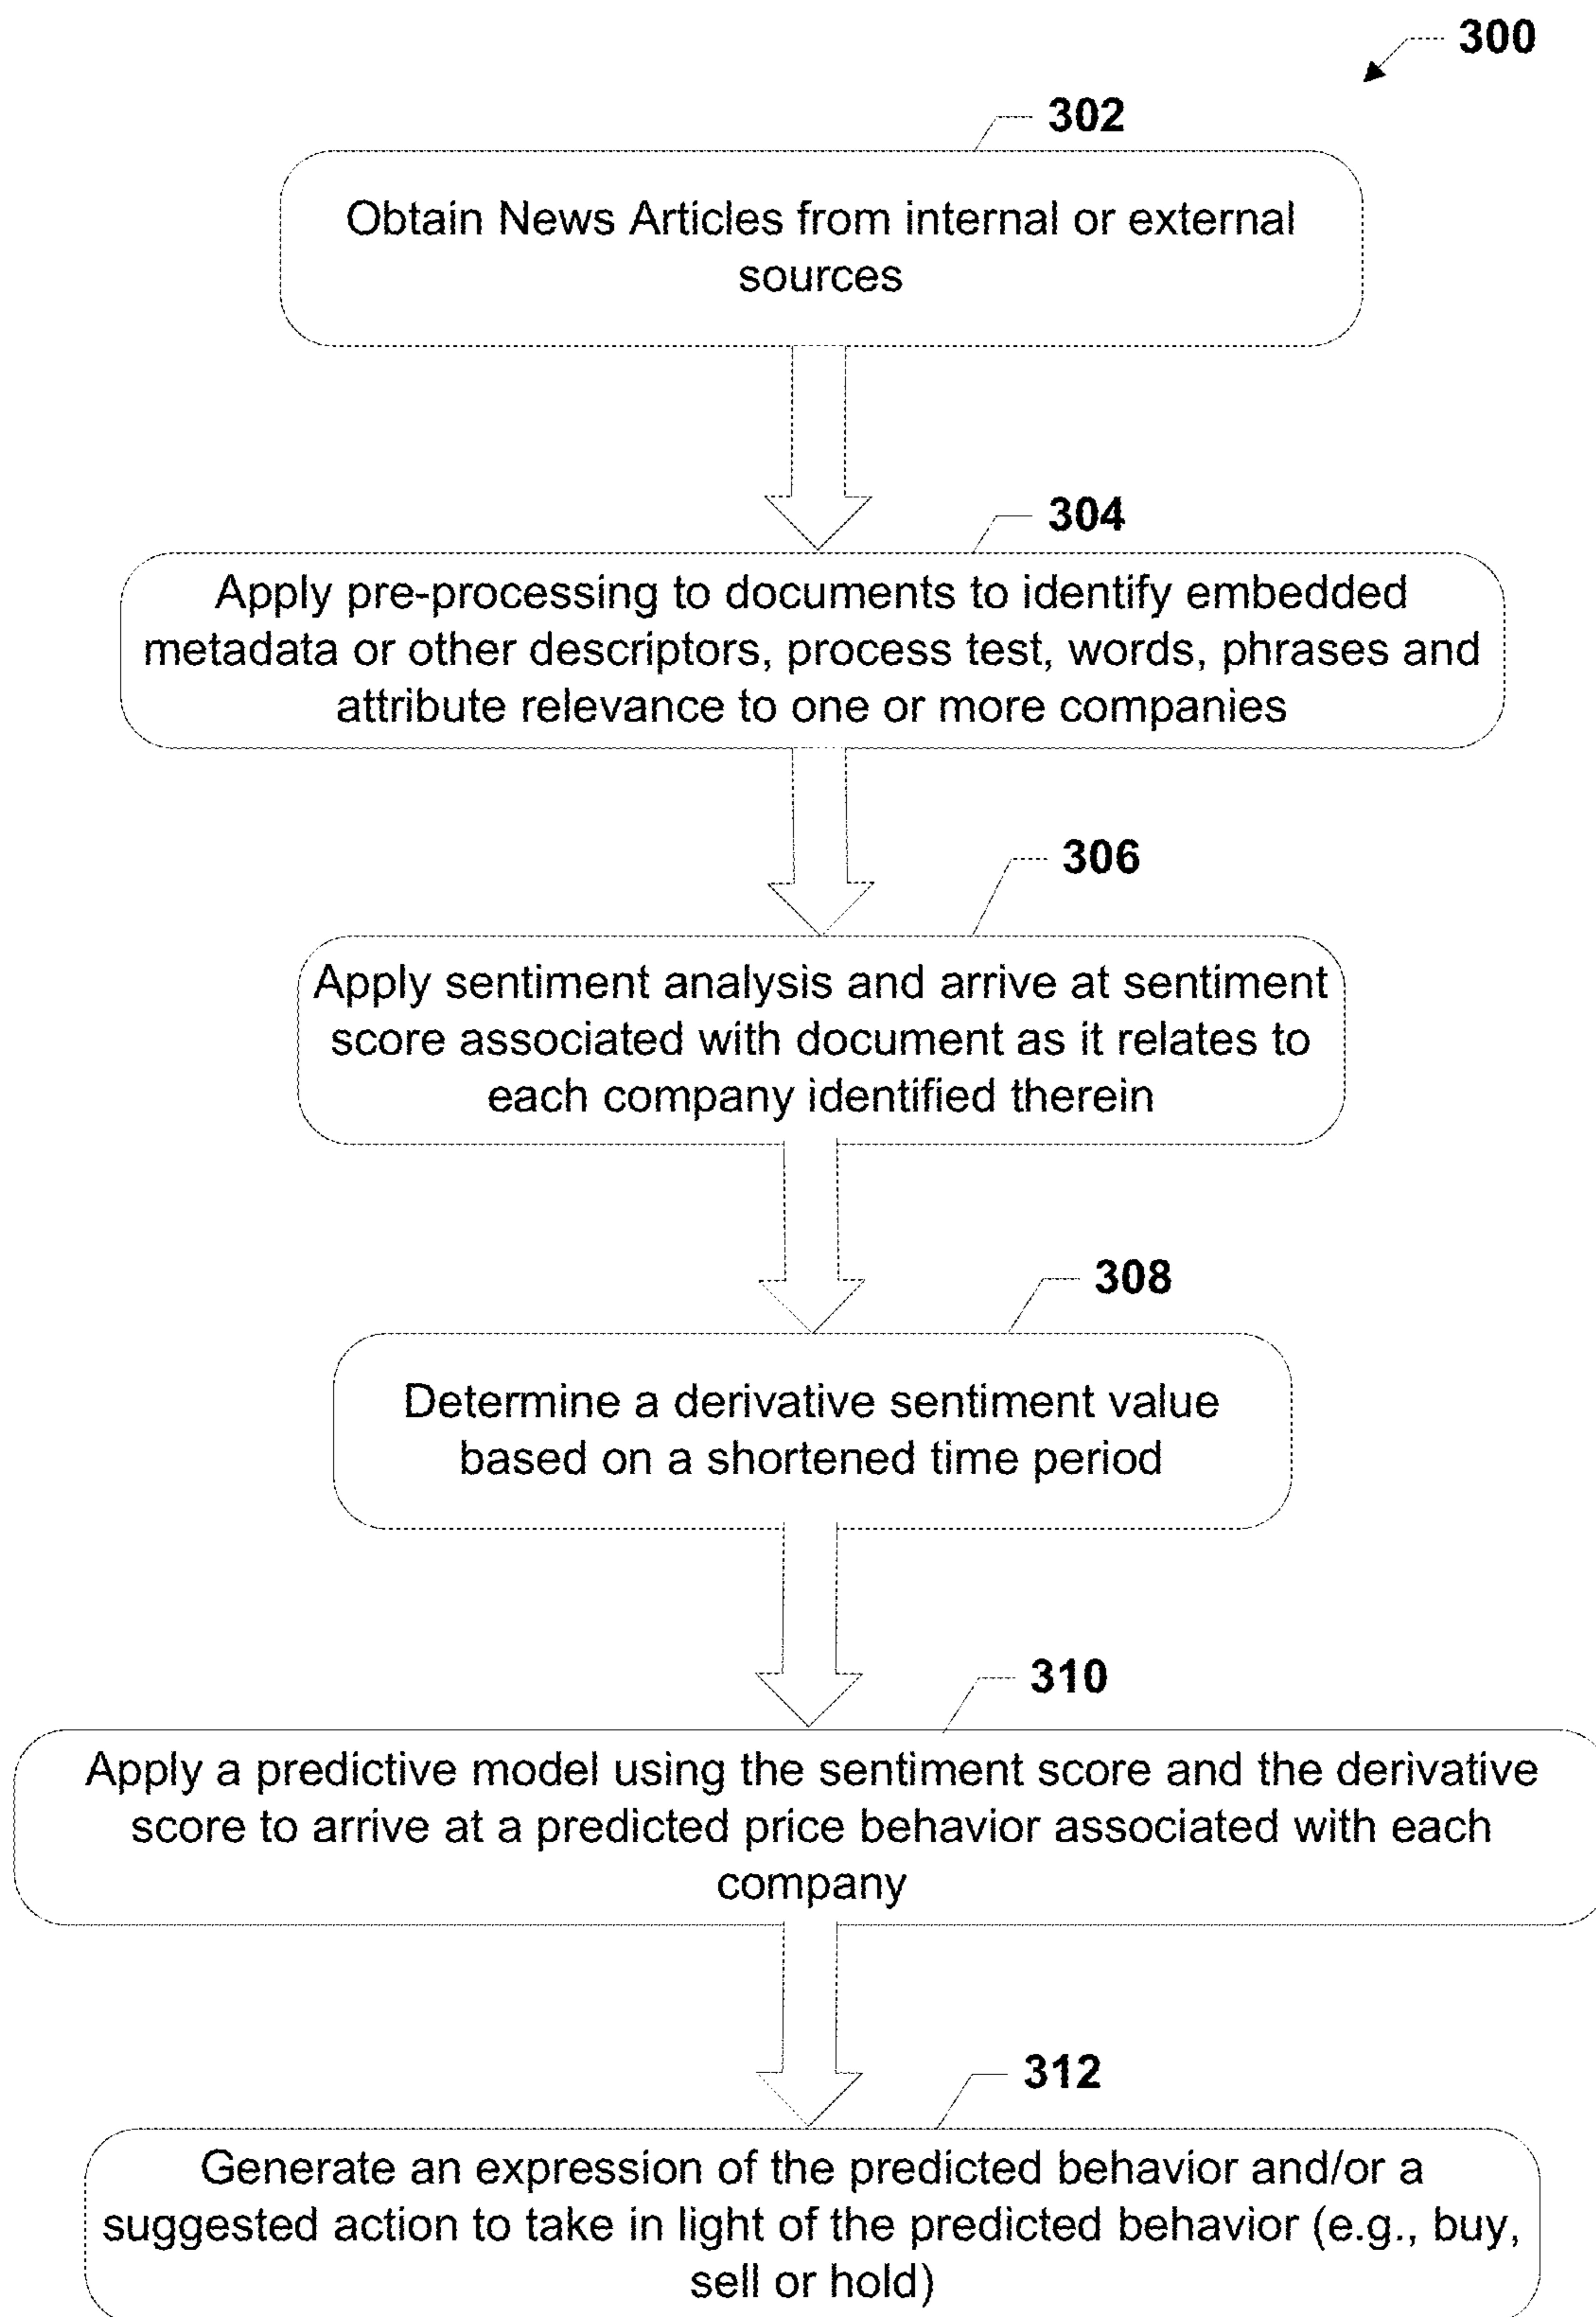 300
302
Obtain News Articles from internal or external
sources
304
Apply pre-processing to documents to identify embedded
metadata or other descriptors, process test, words, phrases and
attribute relevance to one or more companies
306
Apply sentiment analysis and arrive at sentiment
score associated with document as it relates to
each company identified therein
308
Determine a derivative sentiment value
based on a shortened time period
310
Apply a predictive model using the sentiment score and the derivative
score to arrive at a predicted price behavior associated with each
company
312
Generate an expression of the predicted behavior and/or a
suggested action to take in light of the predicted behavior (e.g., buy,
sell or hold)